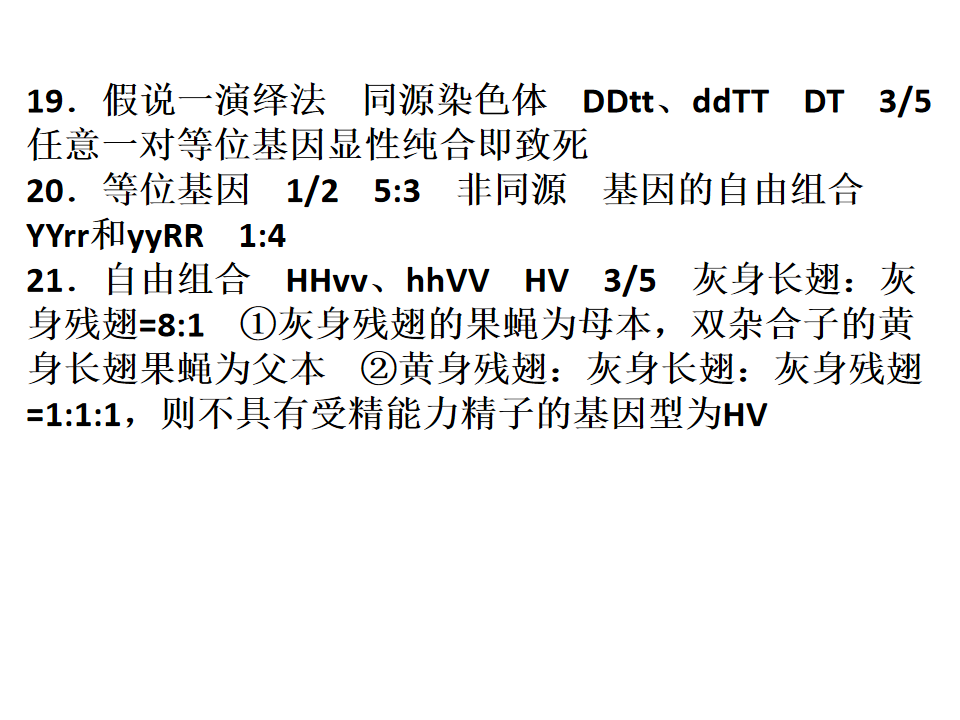 19．假说一演绎法　同源染色体　DDtt、ddTT　DT　3/5
任意一对等位基因显性纯合即致死
20．等位基因　1/2　5:3　非同源　基因的自由组合
YYrr和yyRR　1:4
21．自由组合　HHvv、hhVV　HV　3/5　灰身长翅：灰
身残翅=8:1　①灰身残翅的果蝇为母本，双杂合子的黄
身长翅果蝇为父本　②黄身残翅：灰身长翅：灰身残翅
=1:1:1，则不具有受精能力精子的基因型为HV